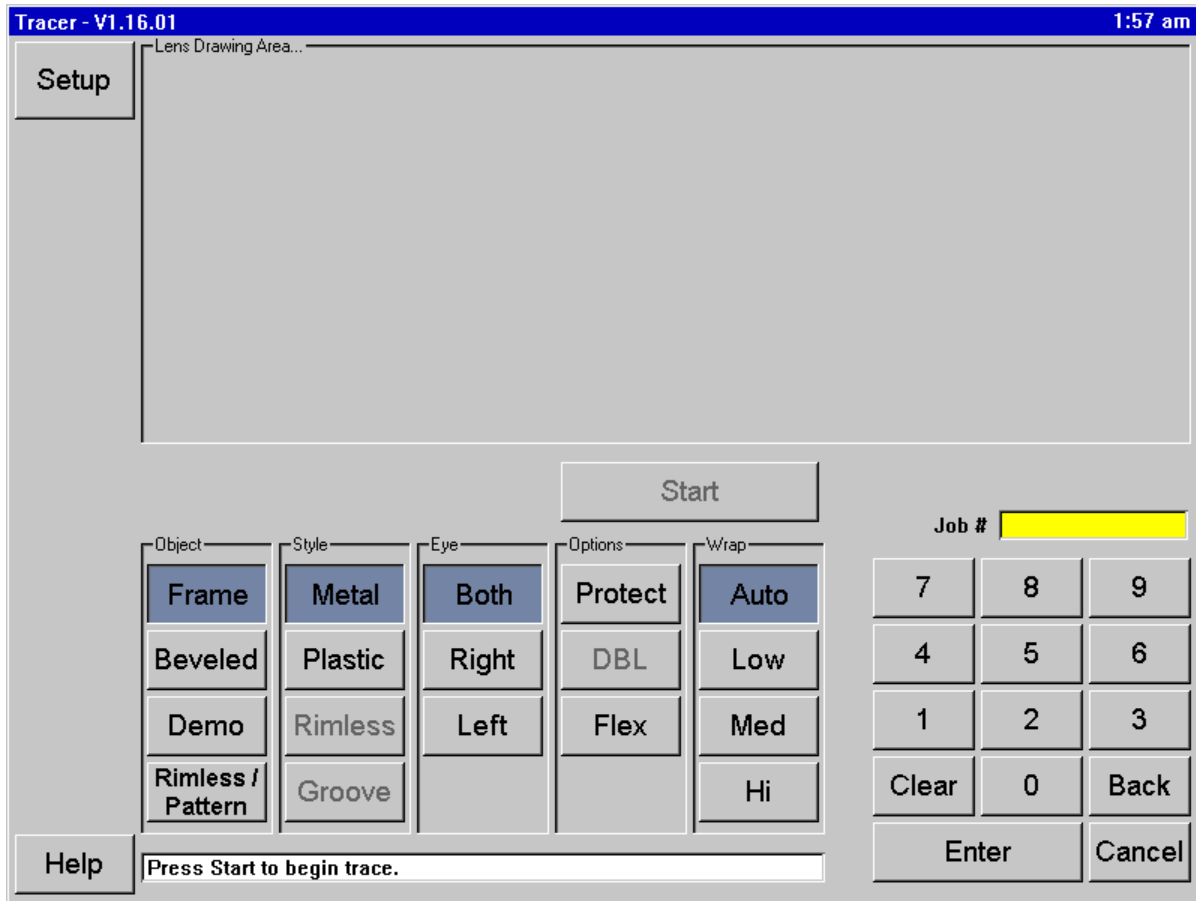 Tracer - V1.16.01 1:57 am
Setup
Lens Drawing Area...
Start
Job #
Object Style Eye Options Wrap
Frame Metal Both Protect Auto
Beveled Plastic Right DBL Low
Demo Rimless Left Flex Med
Rimless /
Pattern
Groove
Hi
7 8 9
4 5 6
1 2 3
Clear 0 Back
Enter Cancel
Help
Press Start to begin trace.